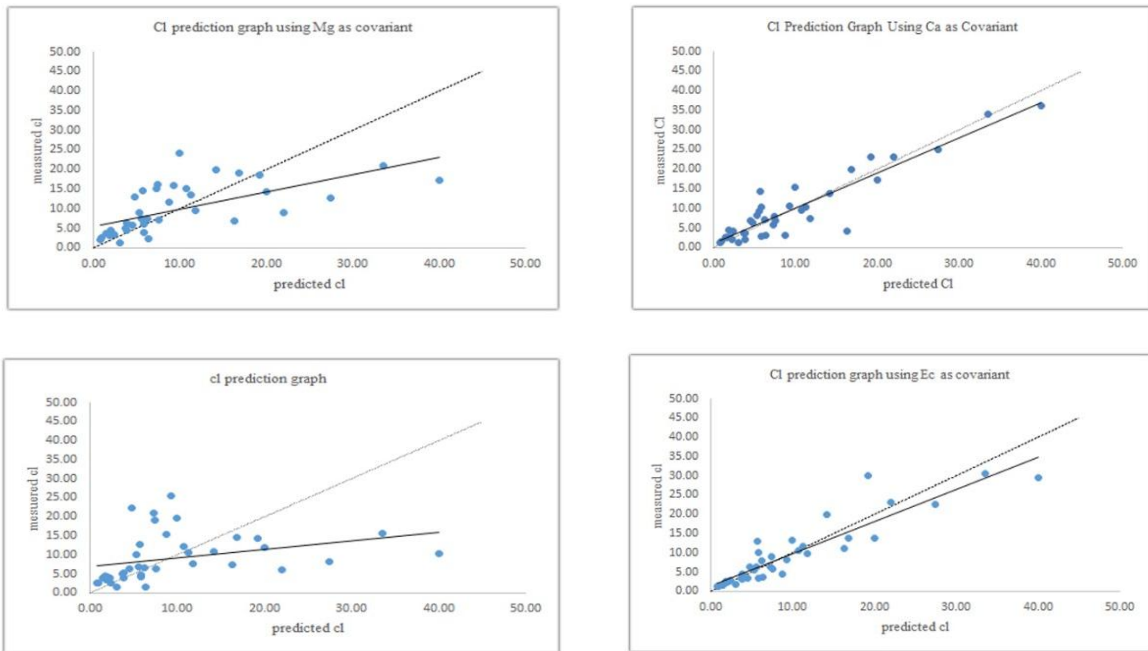 Cl prediction graph using Mg as covariant
50.00
45.00
40.00
35.00
30.00
25.00
20.00
15.00
10.00
5.00
0.00
measured cl
0.00 10.00 20.00 30.00 40.00 50.00
predicted cl
Cl Prediction Graph Using Ca as Covariant
50.00
45.00
40.00
35.00
30.00
25.00
20.00
15.00
10.00
5.00
0.00
measured Cl
0.00 10.00 20.00 30.00 40.00 50.00
predicted Cl
cl prediction graph
50.00
45.00
40.00
35.00
30.00
25.00
20.00
15.00
10.00
5.00
0.00
mesuered cl
0.00 10.00 20.00 30.00 40.00 50.00
predicted cl
Cl prediction graph using Ec as covariant
50.00
45.00
40.00
35.00
30.00
25.00
20.00
15.00
10.00
5.00
0.00
measured cl
0.00 10.00 20.00 30.00 40.00 50.00
predicted cl